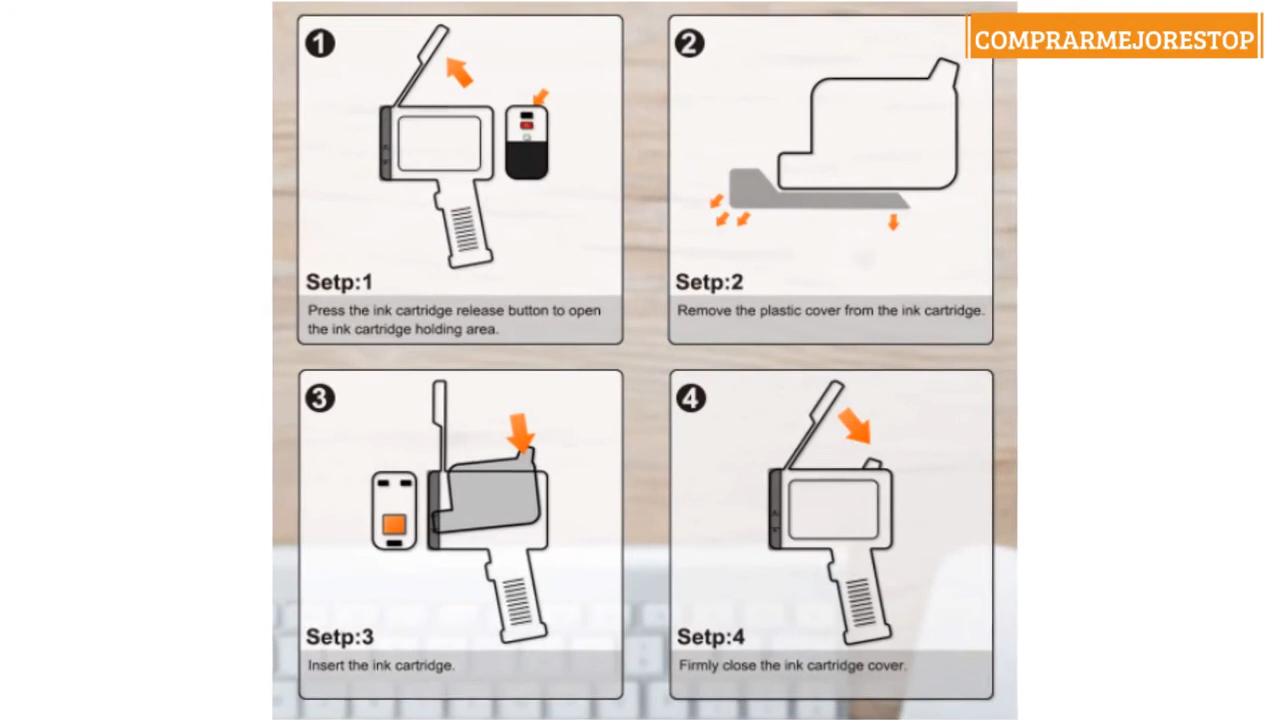 COMPRARMEJORESTOP
1
Setp:1
Press the ink cartridge release button to open
the ink cartridge holding area.
2
Setp:2
Remove the plastic cover from the ink cartridge.
3
Setp:3
Insert the ink cartridge.
4
Setp:4
Firmly close the ink cartridge cover.